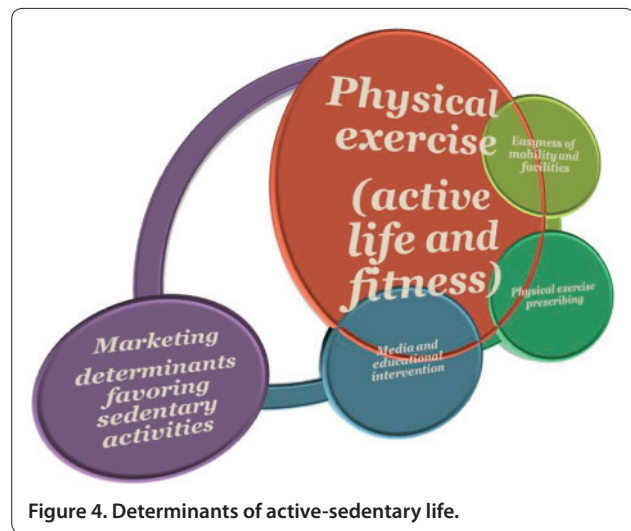 Physical
exercise
(active
life and
fitness)
Easyness of
mobility and
facilities
Physical exercise
prescribing
Media and
educational
intervention
Marketing
determinants
favoring
sedentary
activities
Figure 4. Determinants of active-sedentary life.